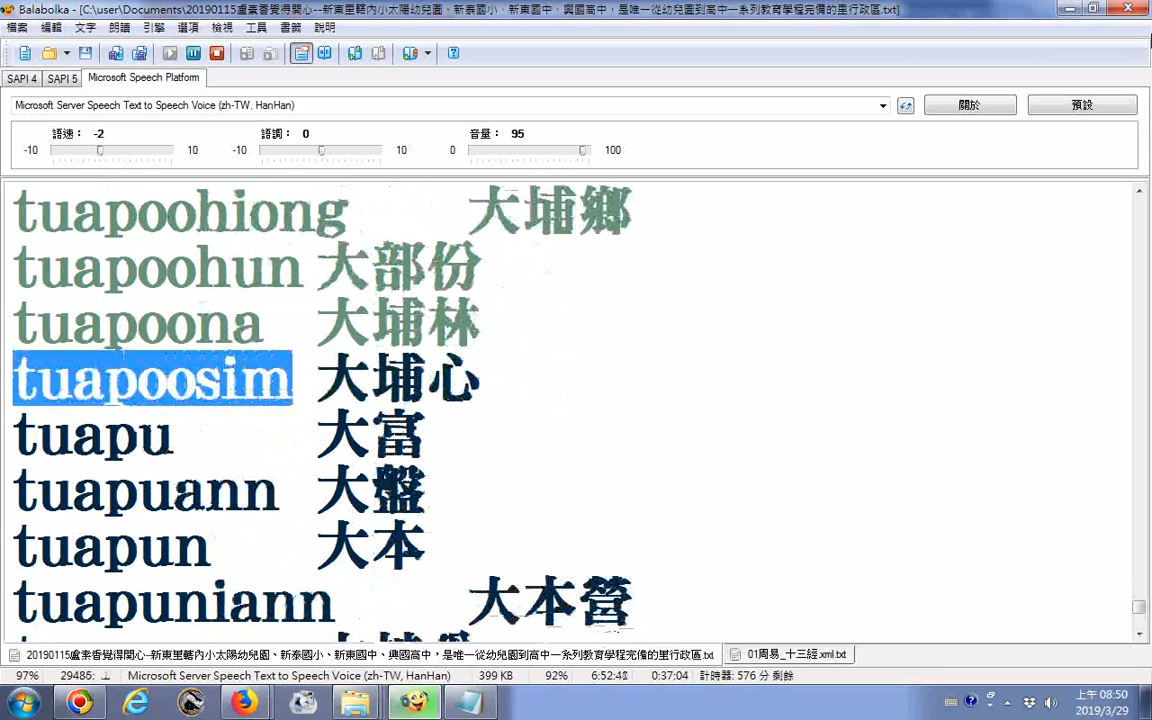 Balabolka - [C:\user\Documents\20190115盧素香覺得開心--新東里轄內小太陽幼兒園、新泰國小、新東國中、興國高中，是唯一從幼兒園到高中一系列教育學程完備的里行政區.txt]
檔案 編輯 文字 朗讀 引擎 選項 檢視 工具 書籤 說明
SAPI 4 SAPI 5 Microsoft Speech Platform
Microsoft Server Speech Text to Speech Voice (zh-TW, HanHan) 關於 預設
語速： -2 語調： 0 音量： 95
-10 10 -10 10 0 100
tuapoohiong 大埔鄉
tuapoohun 大部份
tuapoona 大埔林
tuapoosim 大埔心
tuapu 大富
tuapuann 大盤
tuapun 大本
tuapuniann 大本營
20190115盧素香覺得開心--新東里轄內小太陽幼兒園、新泰國小、新東國中、興國高中，是唯一從幼兒園到高中一系列教育學程完備的里行政區.txt 01周易_十三經.xml.txt
97% 29485: Microsoft Server Speech Text to Speech Voice (zh-TW, HanHan) 399 KB 92% 0:37:04 計時器: 576 分 剩餘
上午 08:50
2019/3/29